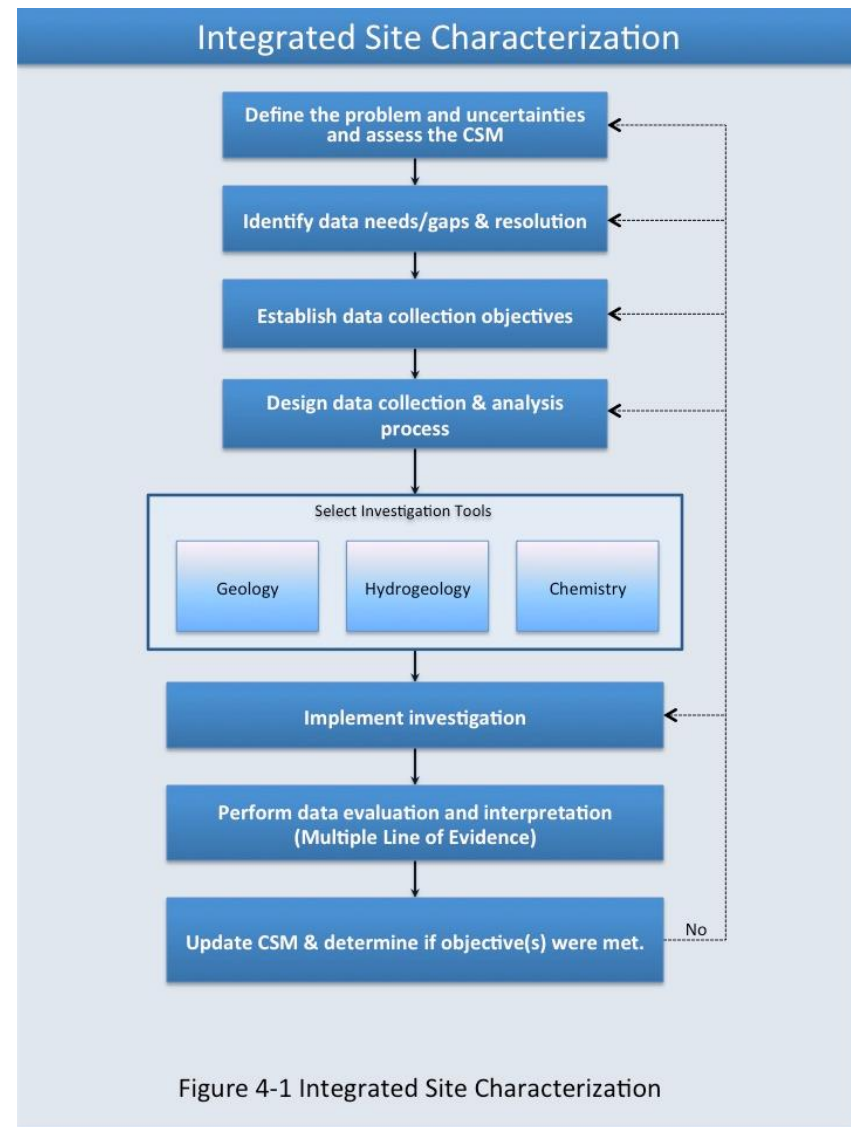 Integrated Site Characterization
Define the problem and uncertainties
and assess the CSM
Identify data needs/gaps & resolution
Establish data collection objectives
Design data collection & analysis
process
Select Investigation Tools
Geology
Hydrogeology
Chemistry
Implement investigation
Perform data evaluation and interpretation
(Multiple Line of Evidence)
Update CSM & determine if objective(s) were met.
No
Figure 4-1 Integrated Site Characterization